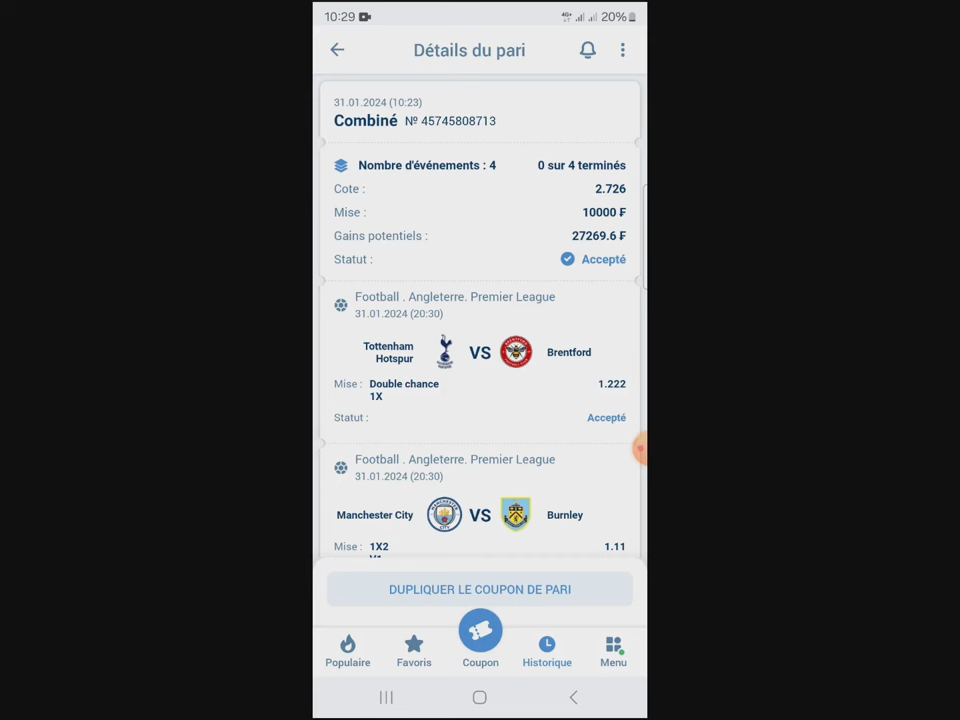 10:29 4G+ 20%
Détails du pari
31.01.2024 (10:23)
Combiné № 45745808713
Nombre d'événements : 4 0 sur 4 terminés
Cote : 2.726
Mise : 10000 ₣
Gains potentiels : 27269.6 ₣
Statut : Accepté
Football . Angleterre. Premier League
31.01.2024 (20:30)
Tottenham Hotspur VS Brentford
Mise : Double chance 1.222
1X
Statut : Accepté
Football . Angleterre. Premier League
31.01.2024 (20:30)
Manchester City VS Burnley
Mise : 1X2 1.11
DUPLIQUER LE COUPON DE PARI
Populaire Favoris Coupon Historique Menu